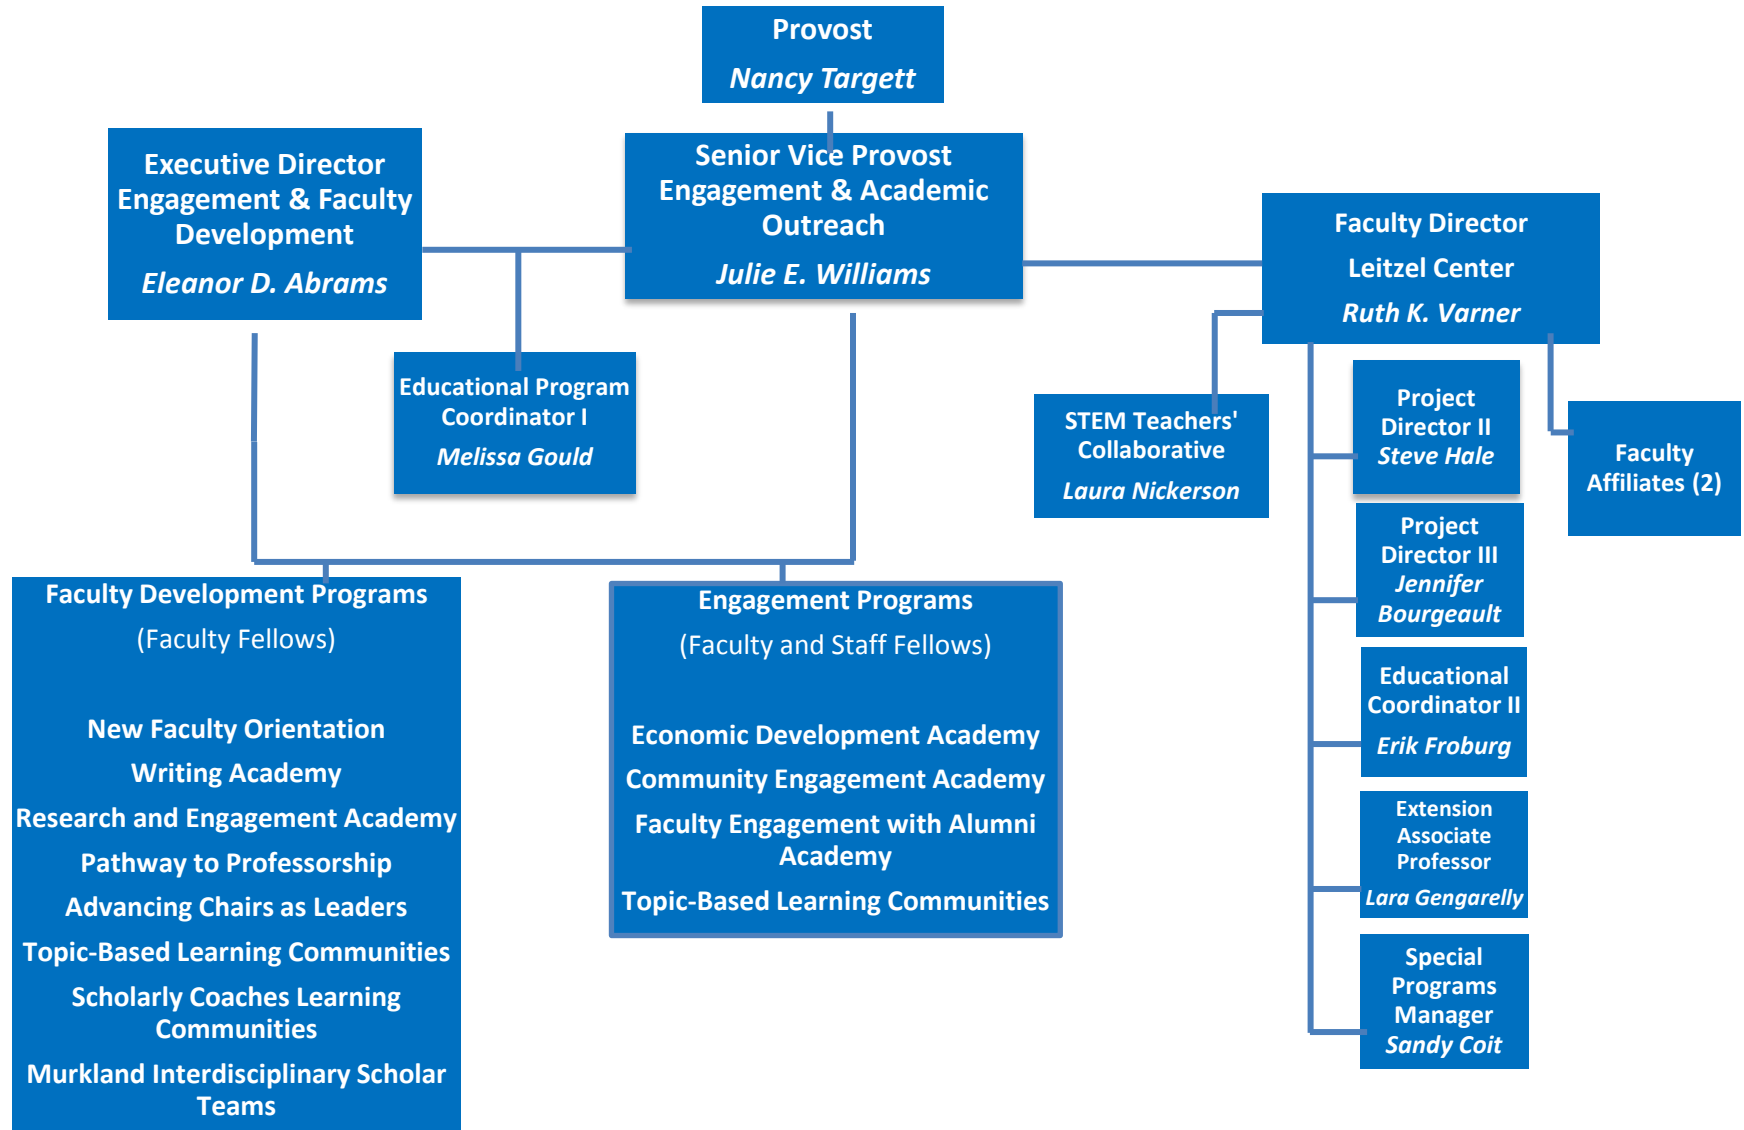 Provost
Nancy Targett
Executive Director
Engagement & Faculty
Development
Eleanor D. Abrams
Senior Vice Provost
Engagement & Academic
Outreach
Julie E. Williams
Faculty Director
Leitzel Center
Ruth K. Varner
Educational Program
Coordinator I
Melissa Gould
STEM Teachers'
Collaborative
Laura Nickerson
Project
Director II
Steve Hale
Faculty
Affiliates (2)
Project
Director III
Jennifer
Bourgeault
Educational
Coordinator II
Erik Froburg
Extension
Associate
Professor
Lara Gengarelly
Special
Programs
Manager
Sandy Coit
Faculty Development Programs
(Faculty Fellows)
New Faculty Orientation
Writing Academy
Research and Engagement Academy
Pathway to Professorship
Advancing Chairs as Leaders
Topic-Based Learning Communities
Scholarly Coaches Learning
Communities
Murkland Interdisciplinary Scholar
Teams
Engagement Programs
(Faculty and Staff Fellows)
Economic Development Academy
Community Engagement Academy
Faculty Engagement with Alumni
Academy
Topic-Based Learning Communities